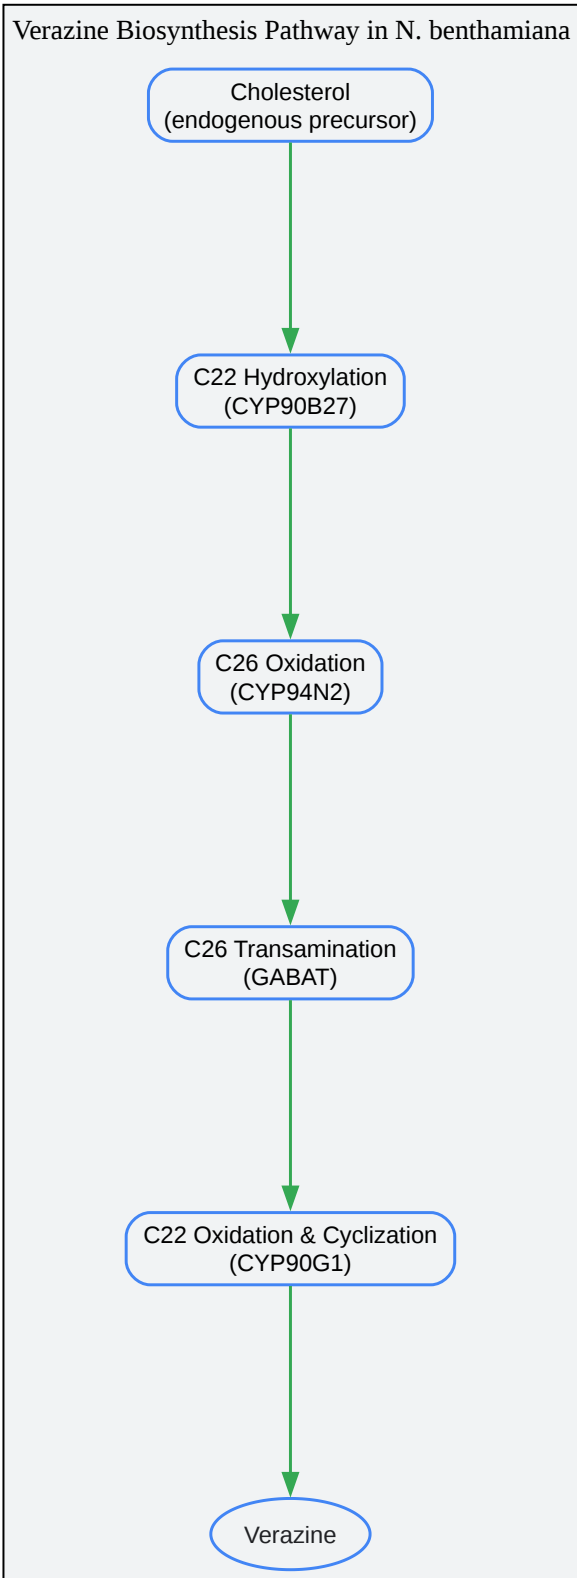 Verazine Biosynthesis Pathway in N. benthamiana
Cholesterol
(endogenous precursor)
C22 Hydroxylation
(CYP90B27)
C26 Oxidation
(CYP94N2)
C26 Transamination
(GABAT)
C22 Oxidation & Cyclization
(CYP90G1)
Verazine